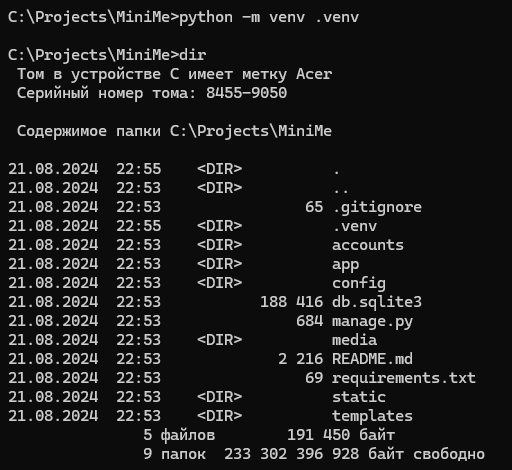 C:\Projects\MiniMe>python -m venv .venv
C:\Projects\MiniMe>dir
 Том в устройстве C имеет метку Acer
 Серийный номер тома: 8455-9050
 Содержимое папки C:\Projects\MiniMe
21.08.2024  22:55    <DIR>          .
21.08.2024  22:53    <DIR>          ..
21.08.2024  22:53                65 .gitignore
21.08.2024  22:55    <DIR>          .venv
21.08.2024  22:53    <DIR>          accounts
21.08.2024  22:53    <DIR>          app
21.08.2024  22:53    <DIR>          config
21.08.2024  22:53           188 416 db.sqlite3
21.08.2024  22:53               684 manage.py
21.08.2024  22:53    <DIR>          media
21.08.2024  22:53             2 216 README.md
21.08.2024  22:53                69 requirements.txt
21.08.2024  22:53    <DIR>          static
21.08.2024  22:53    <DIR>          templates
               5 файлов        191 450 байт
               9 папок  233 302 396 928 байт свободно